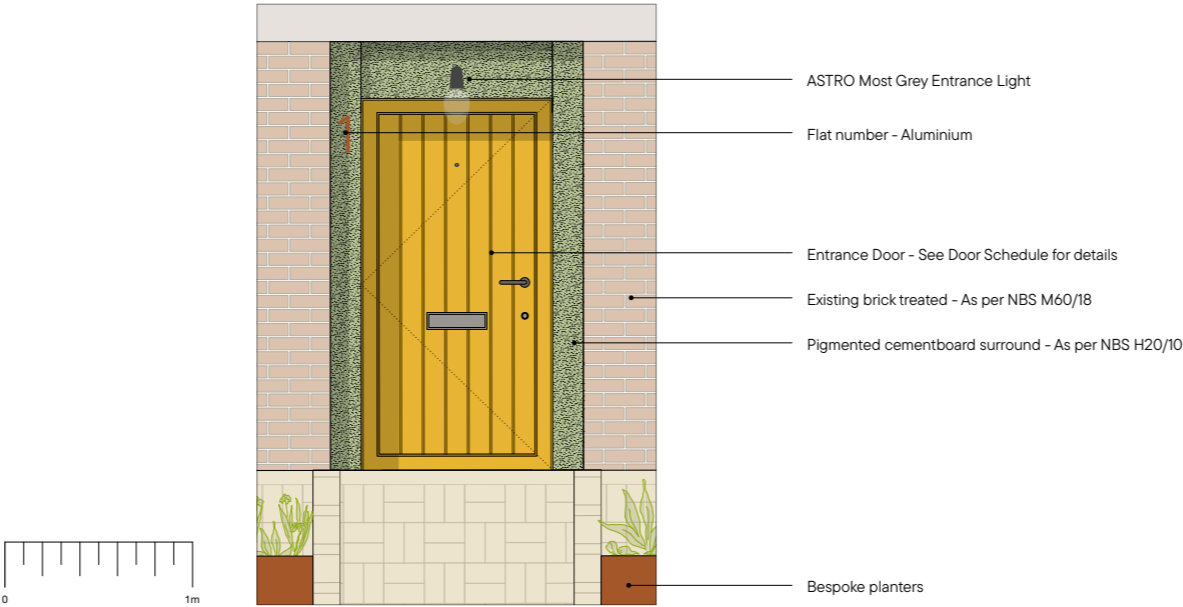 ASTRO Most Grey Entrance Light
1
Flat number - Aluminium
Entrance Door - See Door Schedule for details
Existing brick treated - As per NBS M60/18
Pigmented cementboard surround - As per NBS H20/10
Bespoke planters
0 1m